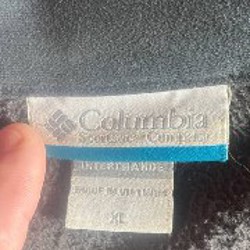 Columbia
Sportswear Company
INTERCHANGE
XL